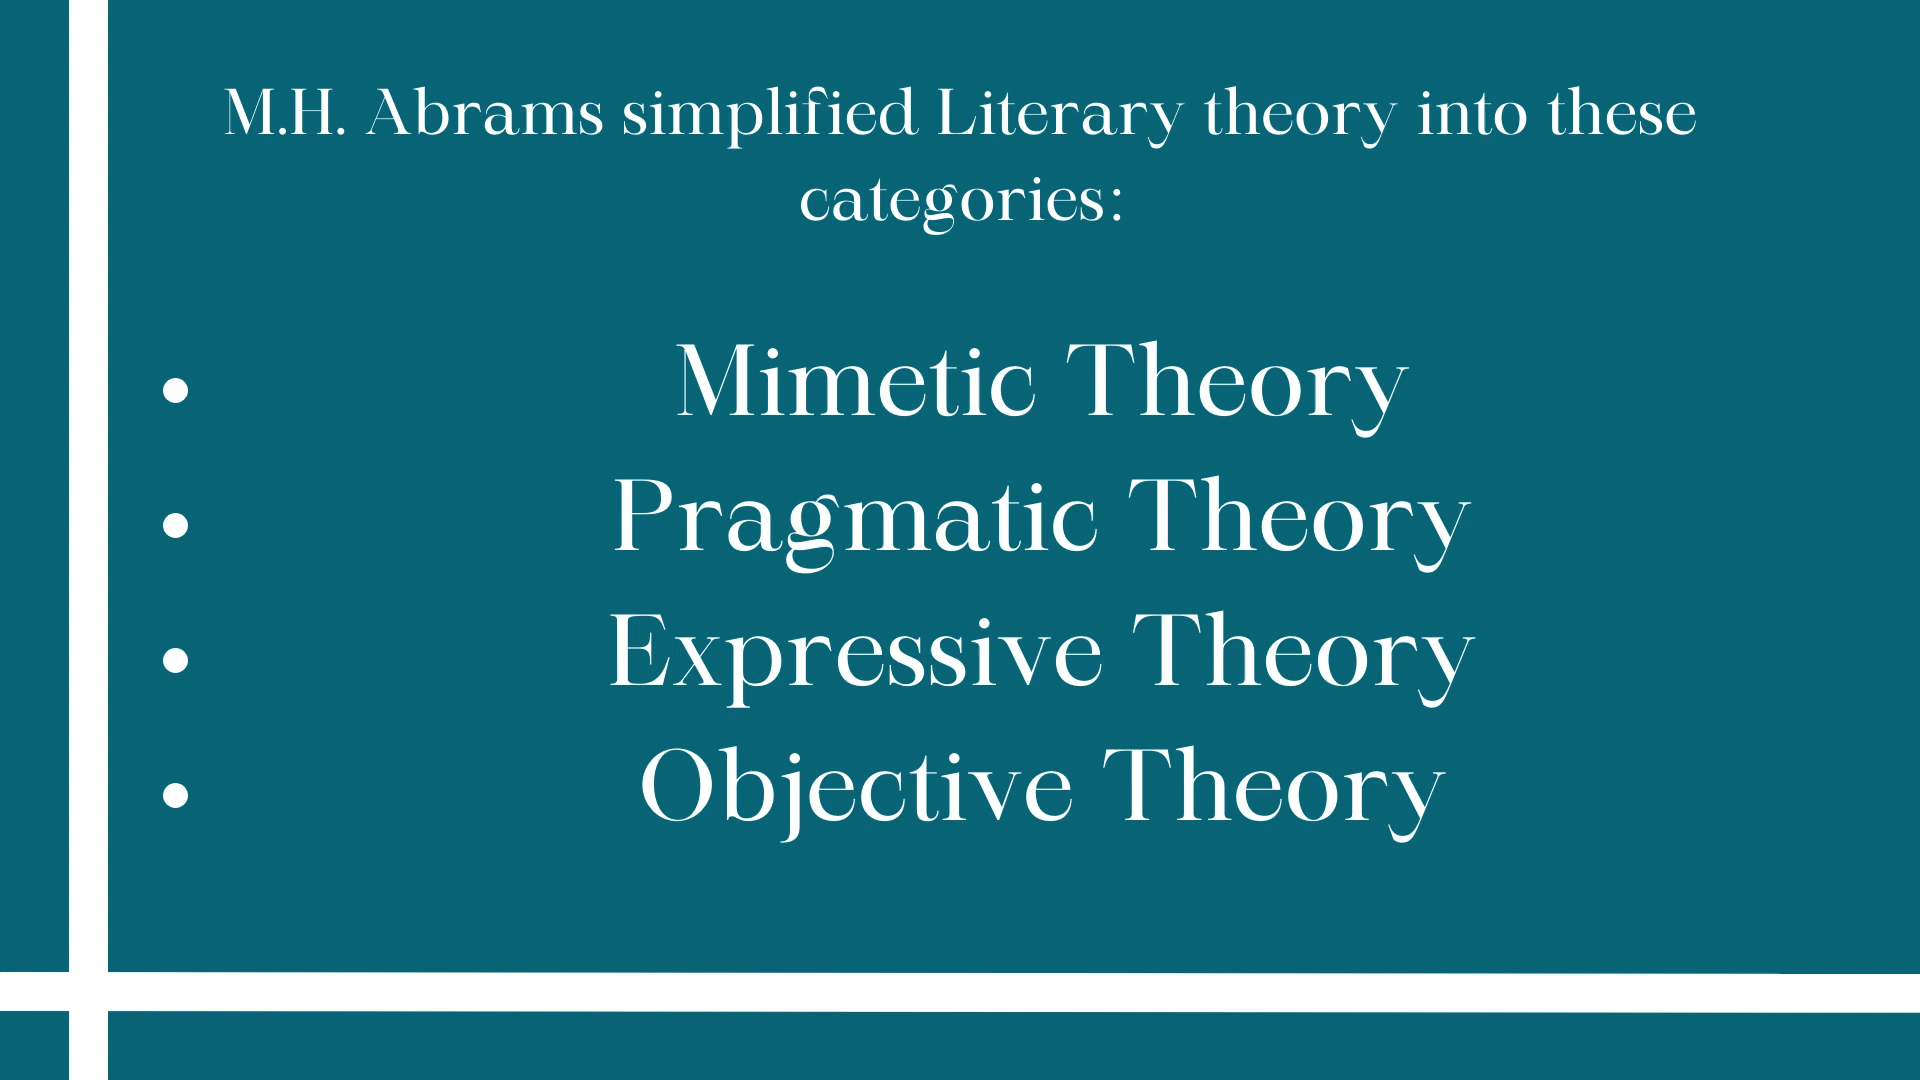 M.H. Abrams simplified Literary theory into these
categories:
• Mimetic Theory
• Pragmatic Theory
• Expressive Theory
• Objective Theory